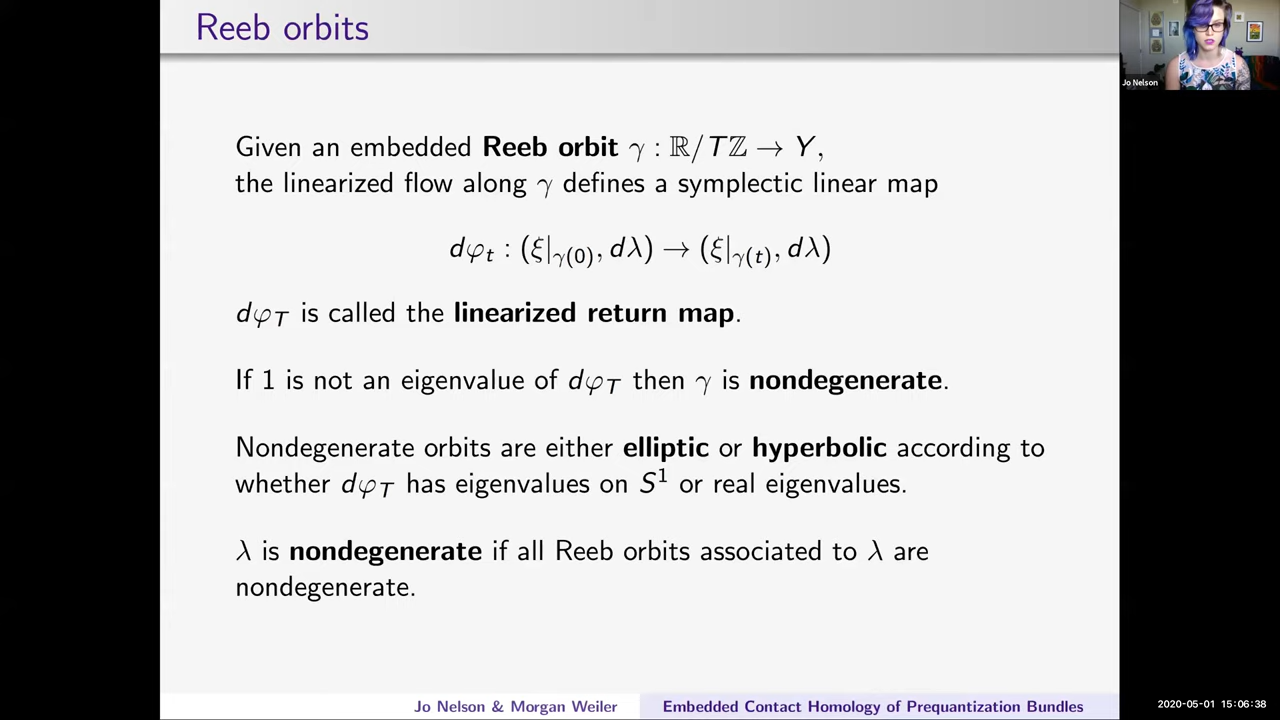 Reeb orbits
Jo Nelson
Given an embedded Reeb orbit γ : ℝ/Tℤ → Y,
the linearized flow along γ defines a symplectic linear map
dφ_t : (ξ|_{γ(0)}, dλ) → (ξ|_{γ(t)}, dλ)
dφ_T is called the linearized return map.
If 1 is not an eigenvalue of dφ_T then γ is nondegenerate.
Nondegenerate orbits are either elliptic or hyperbolic according to
whether dφ_T has eigenvalues on S¹ or real eigenvalues.
λ is nondegenerate if all Reeb orbits associated to λ are
nondegenerate.
Jo Nelson & Morgan Weiler
Embedded Contact Homology of Prequantization Bundles
2020-05-01 15:06:38